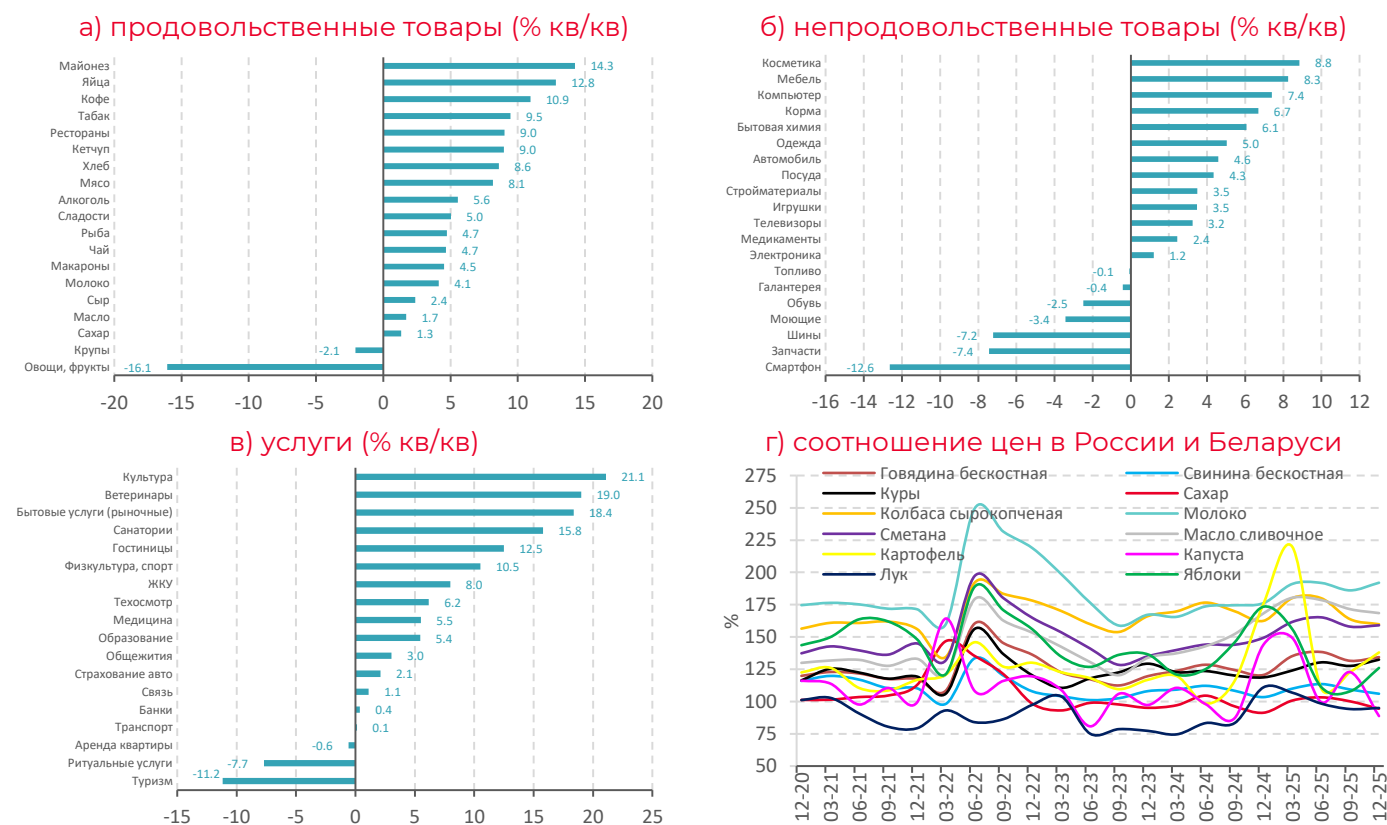 а) продовольственные товары (% кв/кв)
Майонез 14.3
Яйца 12.8
Кофе 10.9
Табак 9.5
Рестораны 9.0
Кетчуп 9.0
Хлеб 8.6
Мясо 8.1
Алкоголь 5.6
Сладости 5.0
Рыба 4.7
Чай 4.7
Макароны 4.5
Молоко 4.1
Сыр 2.4
Масло 1.7
Сахар 1.3
Крупы -2.1
Овощи, фрукты -16.1
-20 -15 -10 -5 0 5 10 15 20
б) непродовольственные товары (% кв/кв)
Косметика 8.8
Мебель 8.3
Компьютер 7.4
Корма 6.7
Бытовая химия 6.1
Одежда 5.0
Автомобиль 4.6
Посуда 4.3
Стройматериалы 3.5
Игрушки 3.5
Телевизоры 3.2
Медикаменты 2.4
Электроника 1.2
Топливо -0.1
Галантерея -0.4
Обувь -2.5
Моющие -3.4
Шины -7.2
Запчасти -7.4
Смартфон -12.6
-16 -14 -12 -10 -8 -6 -4 -2 0 2 4 6 8 10 12
в) услуги (% кв/кв)
Культура 21.1
Ветеринары 19.0
Бытовые услуги (рыночные) 18.4
Санатории 15.8
Гостиницы 12.5
Физкультура, спорт 10.5
ЖКУ 8.0
Техосмотр 6.2
Медицина 5.5
Образование 5.4
Общежития 3.0
Страхование авто 2.1
Связь 1.1
Банки 0.4
Транспорт 0.1
Аренда квартиры -0.6
Ритуальные услуги -7.7
Туризм -11.2
-15 -10 -5 0 5 10 15 20 25
г) соотношение цен в России и Беларуси
Говядина бескостная Свинина бескостная
Куры Сахар
Колбаса сырокопченая Молоко
Сметана Масло сливочное
Картофель Капуста
Лук Яблоки
%
275
250
225
200
175
150
125
100
75
50
12-20 03-21 06-21 09-21 12-21 03-22 06-22 09-22 12-22 03-23 06-23 09-23 12-23 03-24 06-24 09-24 12-24 03-25 06-25 09-25 12-25